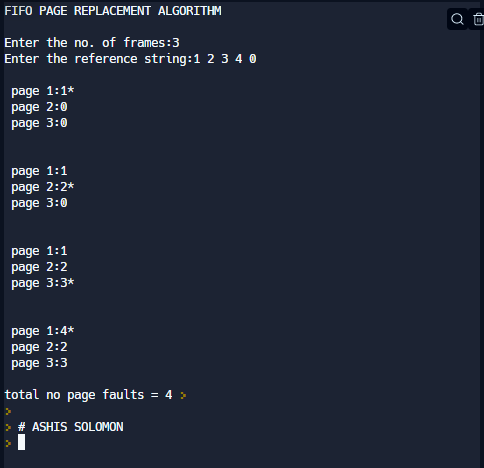 FIFO PAGE REPLACEMENT ALGORITHM
Enter the no. of frames:3
Enter the reference string:1 2 3 4 0
page 1:1*
page 2:0
page 3:0
page 1:1
page 2:2*
page 3:0
page 1:1
page 2:2
page 3:3*
page 1:4*
page 2:2
page 3:3
total no page faults = 4 >
>
> # ASHIS SOLOMON
>